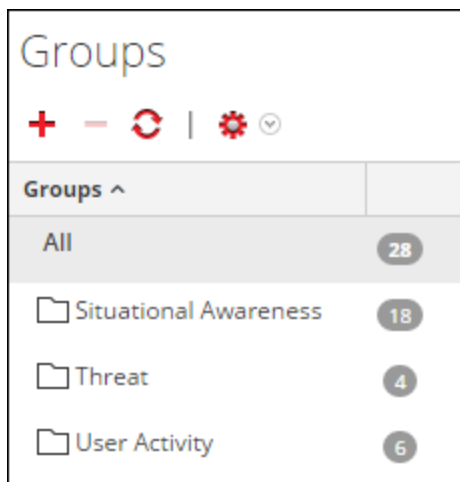 Groups
Groups
All 28
Situational Awareness 18
Threat 4
User Activity 6